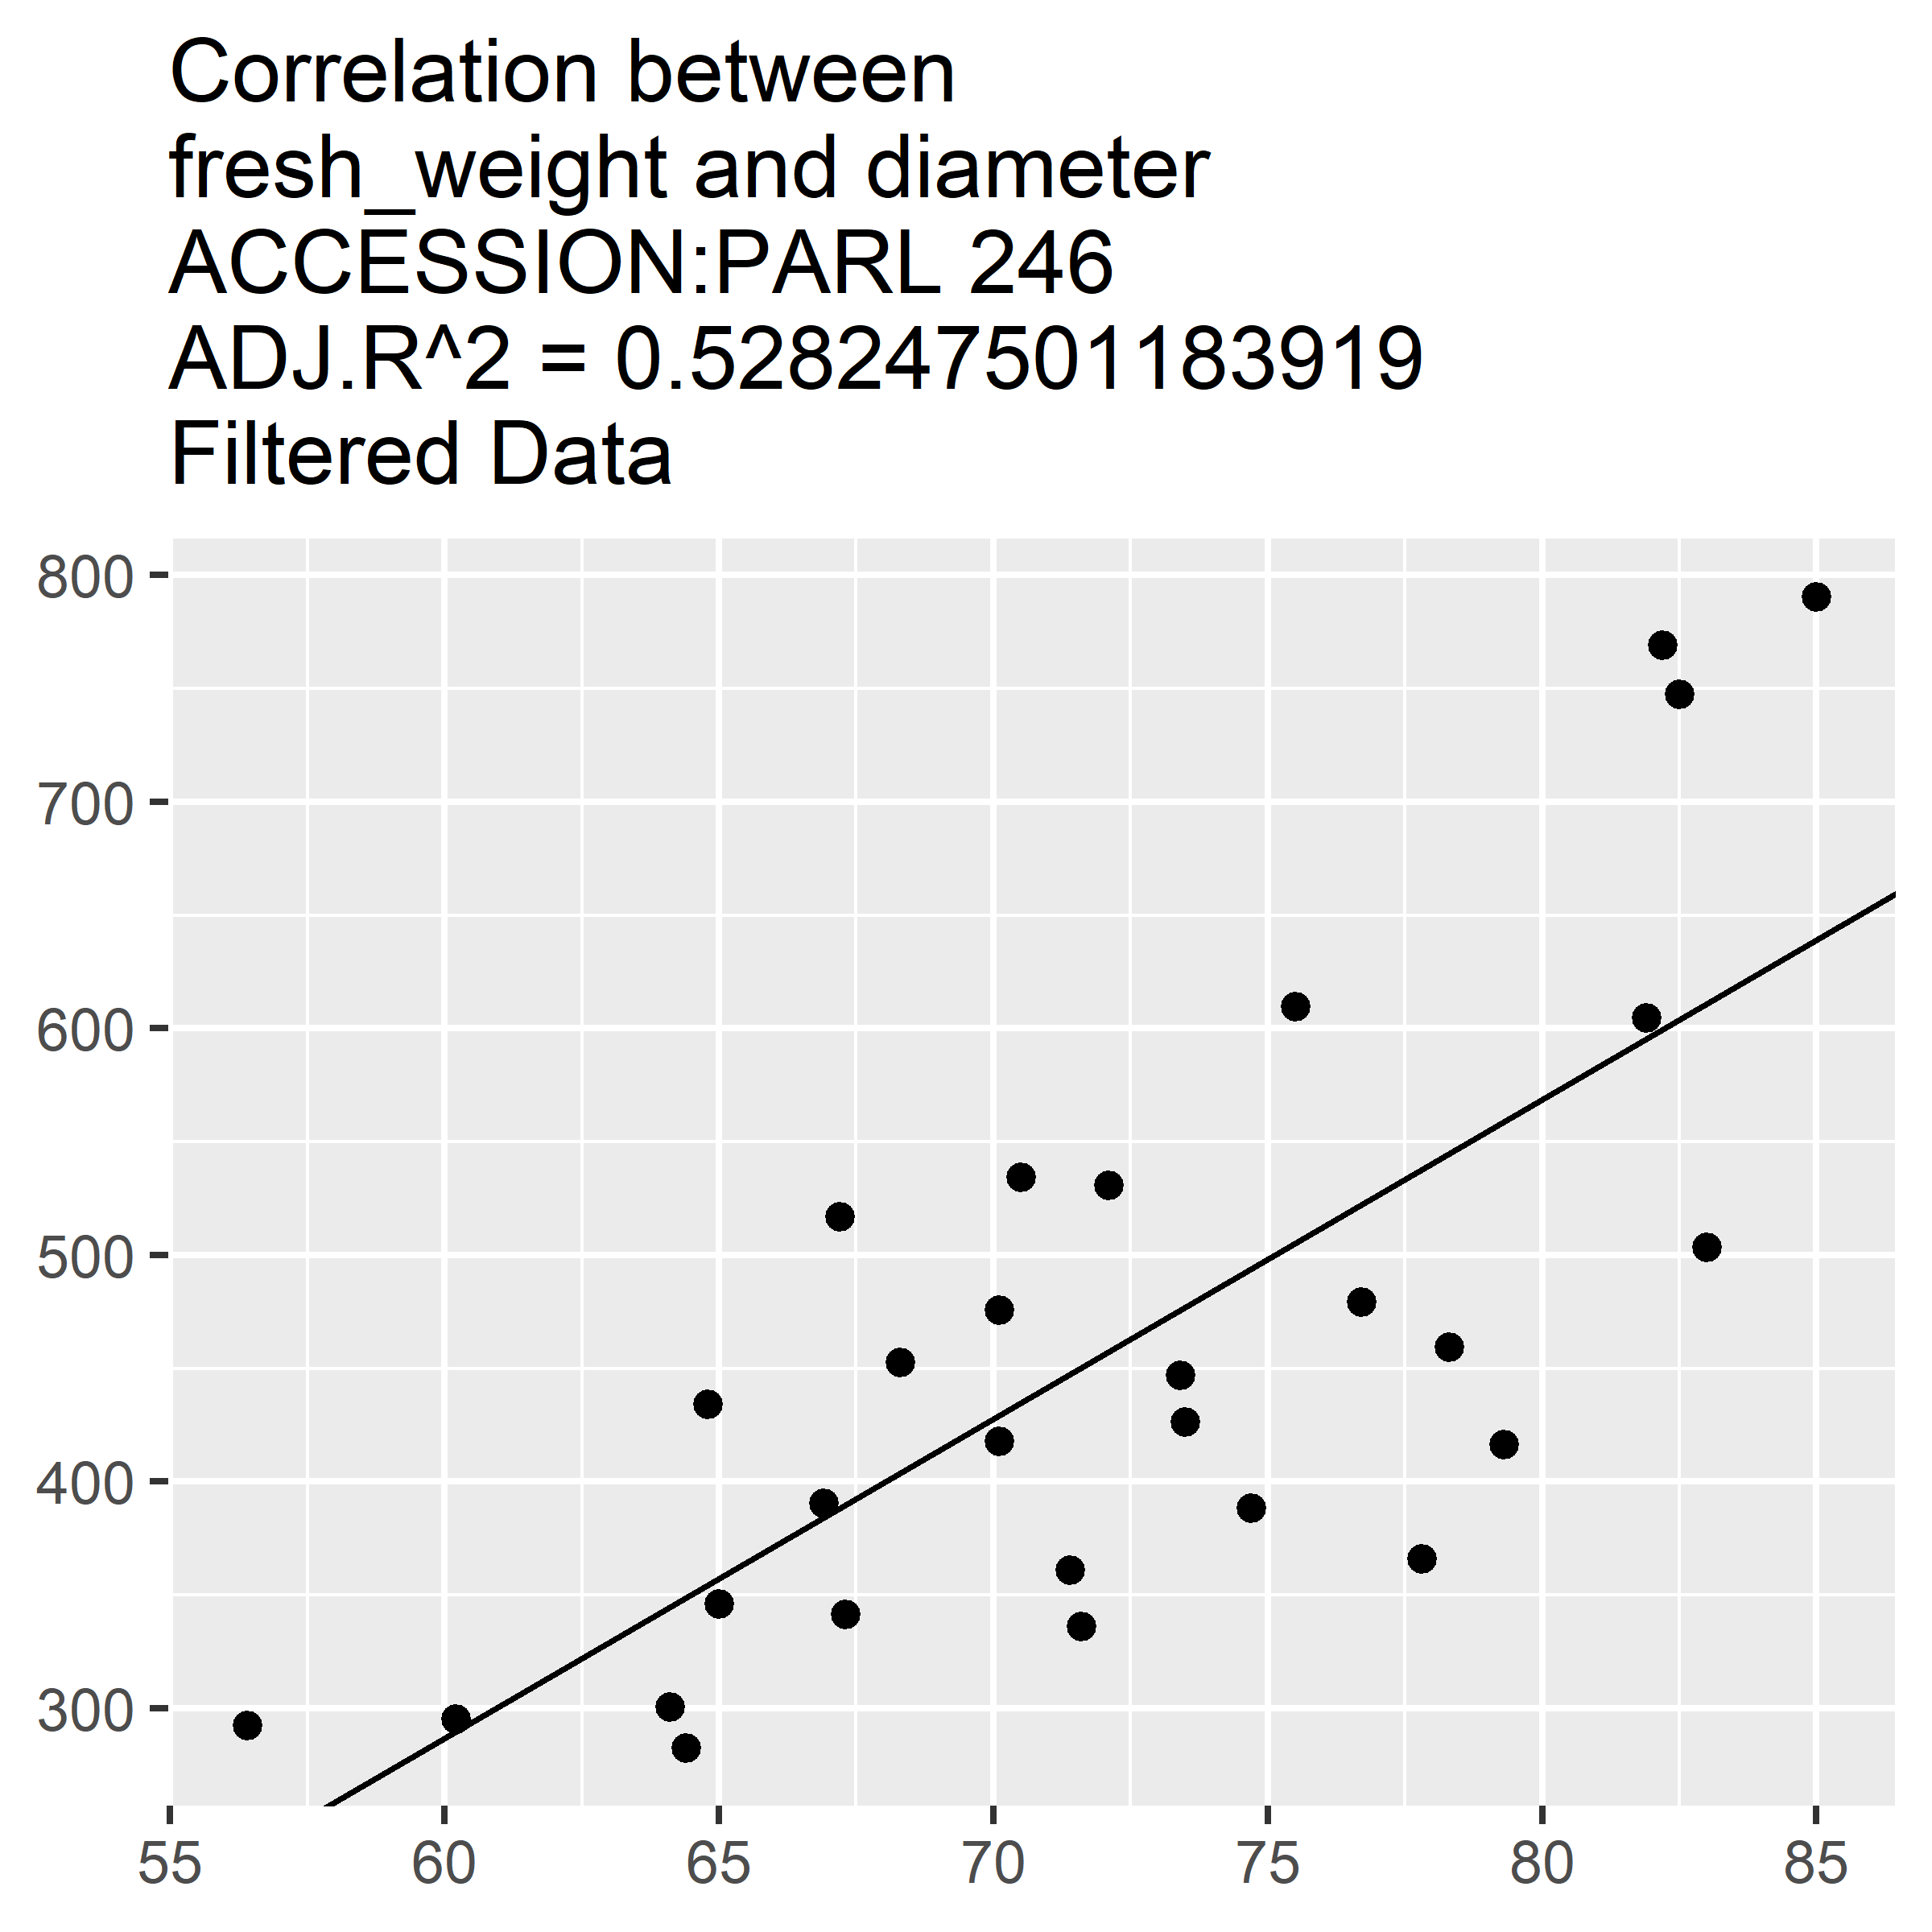 Correlation between
fresh_weight and diameter
ACCESSION:PARL 246
ADJ.R^2 = 0.528247501183919
Filtered Data
800
700
600
500
400
300
55 60 65 70 75 80 85